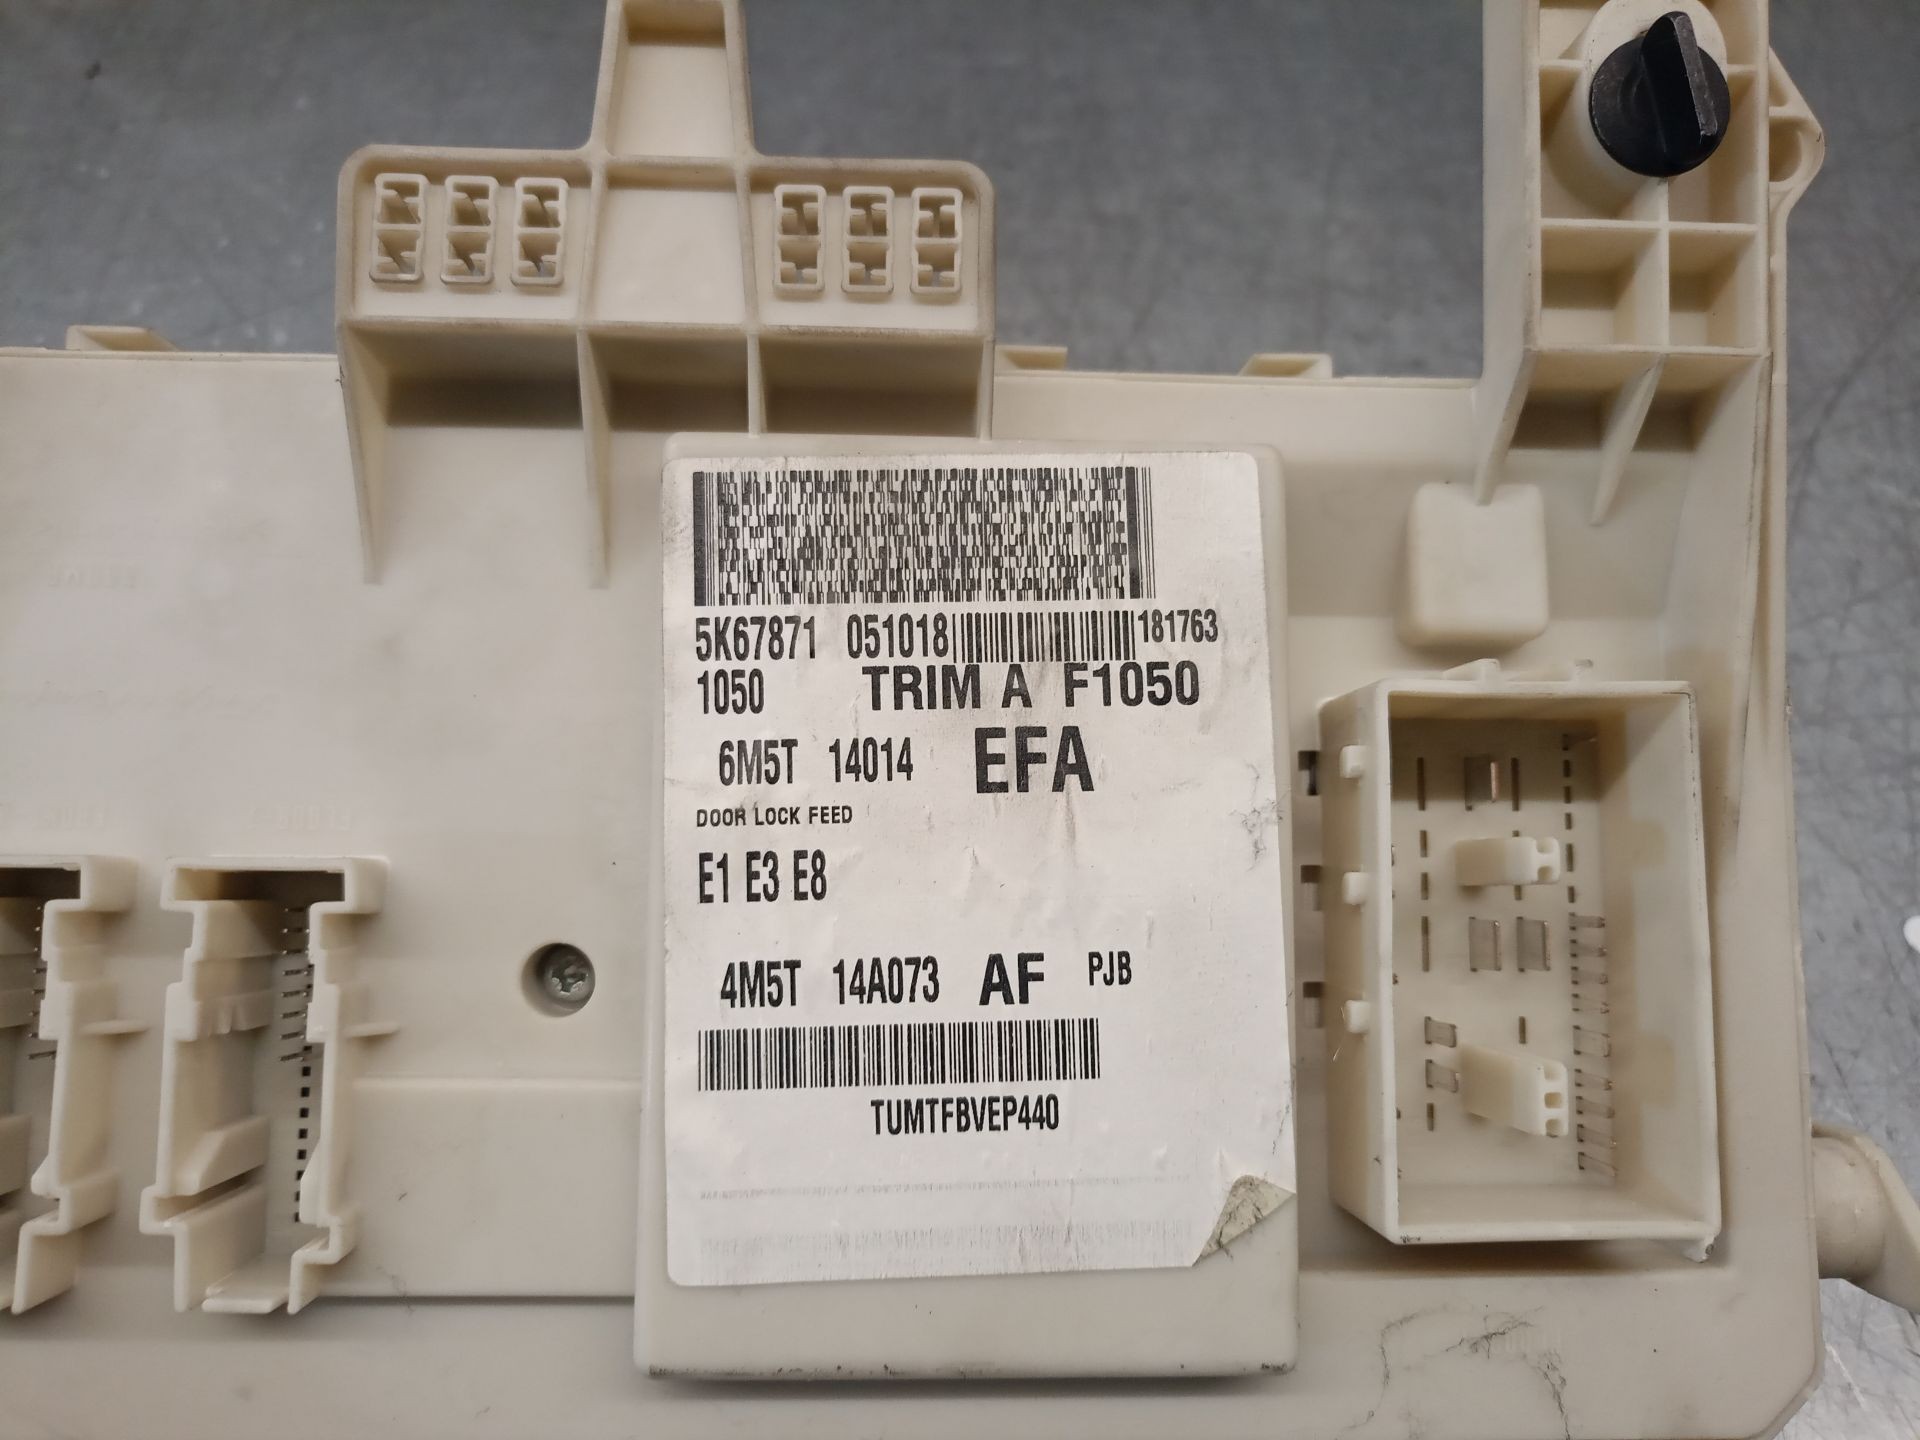 5K67871 051018 181763
1050 TRIM A F1050
6M5T 14014 EFA
DOOR LOCK FEED
E1 E3 E8
4M5T 14A073 AF PJB
TUMTFBVEP440